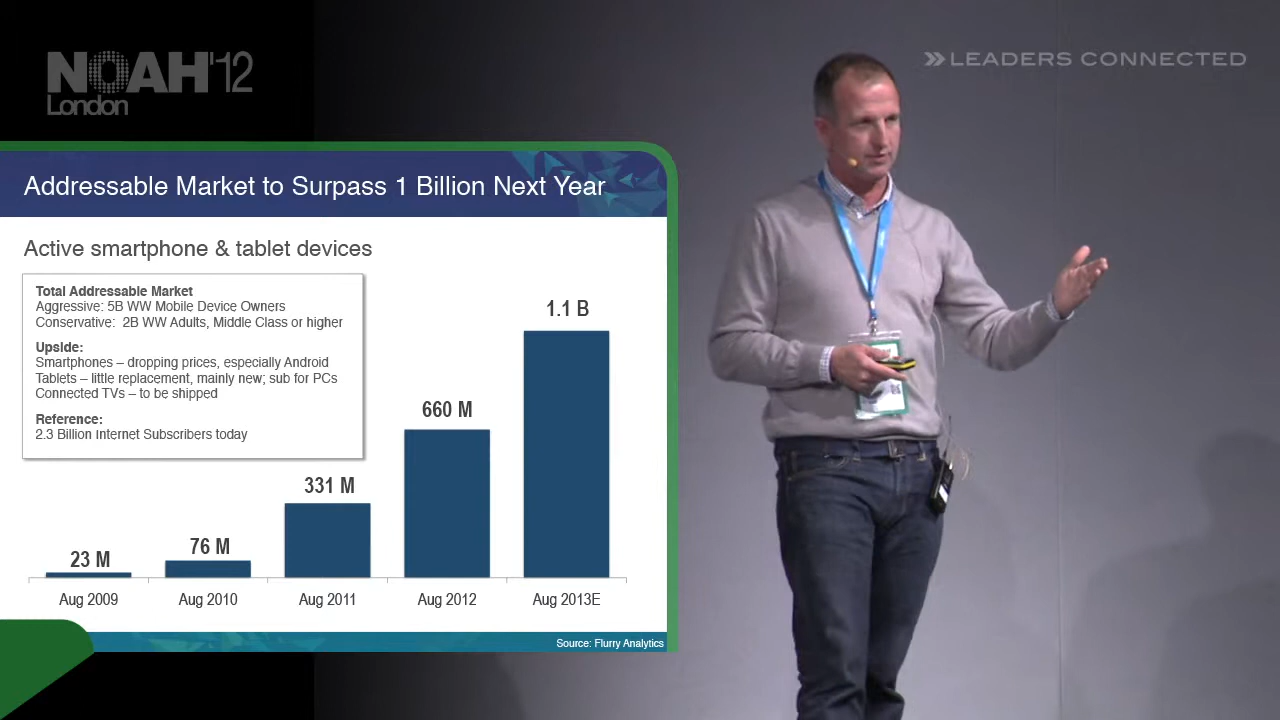 NOAH'12
London
LEADERS CONNECTED
Addressable Market to Surpass 1 Billion Next Year
Active smartphone & tablet devices
Total Addressable Market
Aggressive: 5B WW Mobile Device Owners
Conservative: 2B WW Adults, Middle Class or higher
Upside:
Smartphones – dropping prices, especially Android
Tablets – little replacement, mainly new; sub for PCs
Connected TVs – to be shipped
Reference:
2.3 Billion Internet Subscribers today
23 M
76 M
331 M
660 M
1.1 B
Aug 2009
Aug 2010
Aug 2011
Aug 2012
Aug 2013E
Source: Flurry Analytics